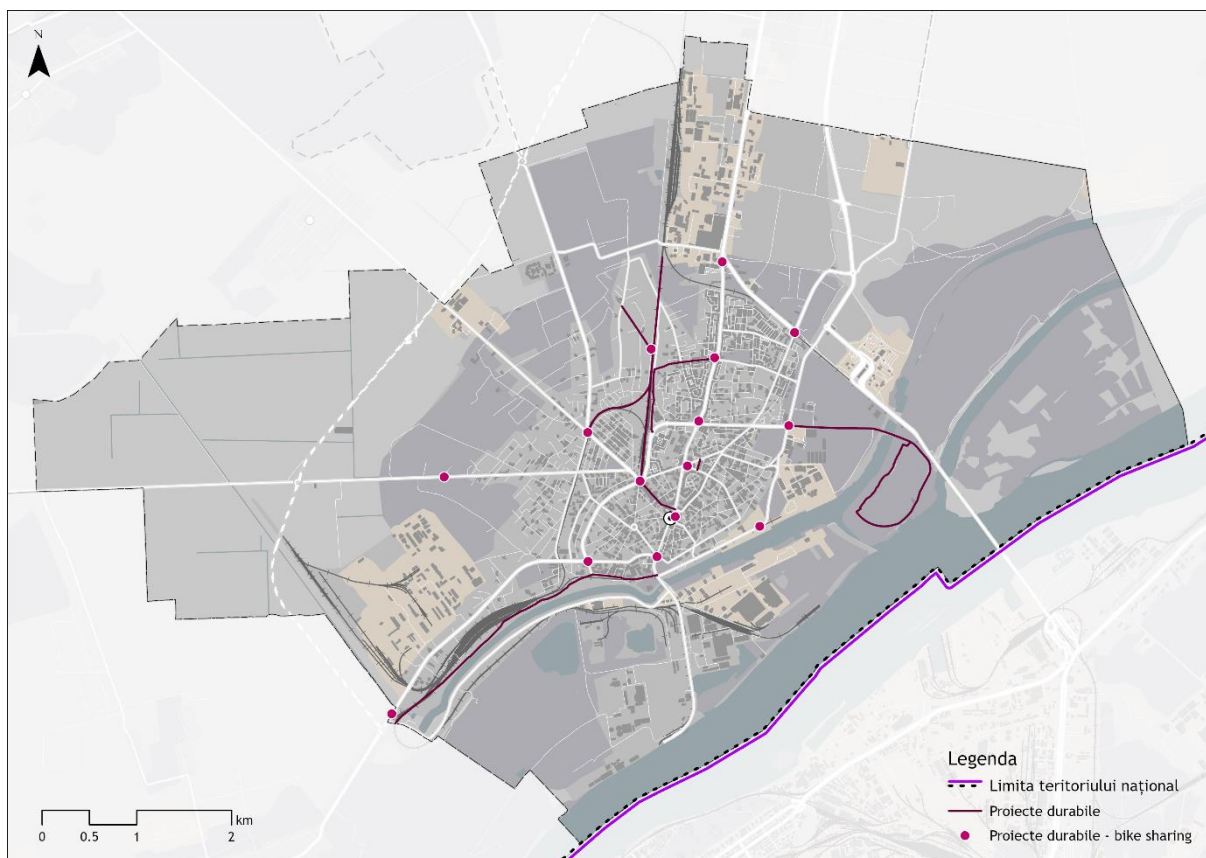 N
Legenda
Limita teritoriului național
Proiecte durabile
Proiecte durabile - bike sharing
km
0 0.5 1 2